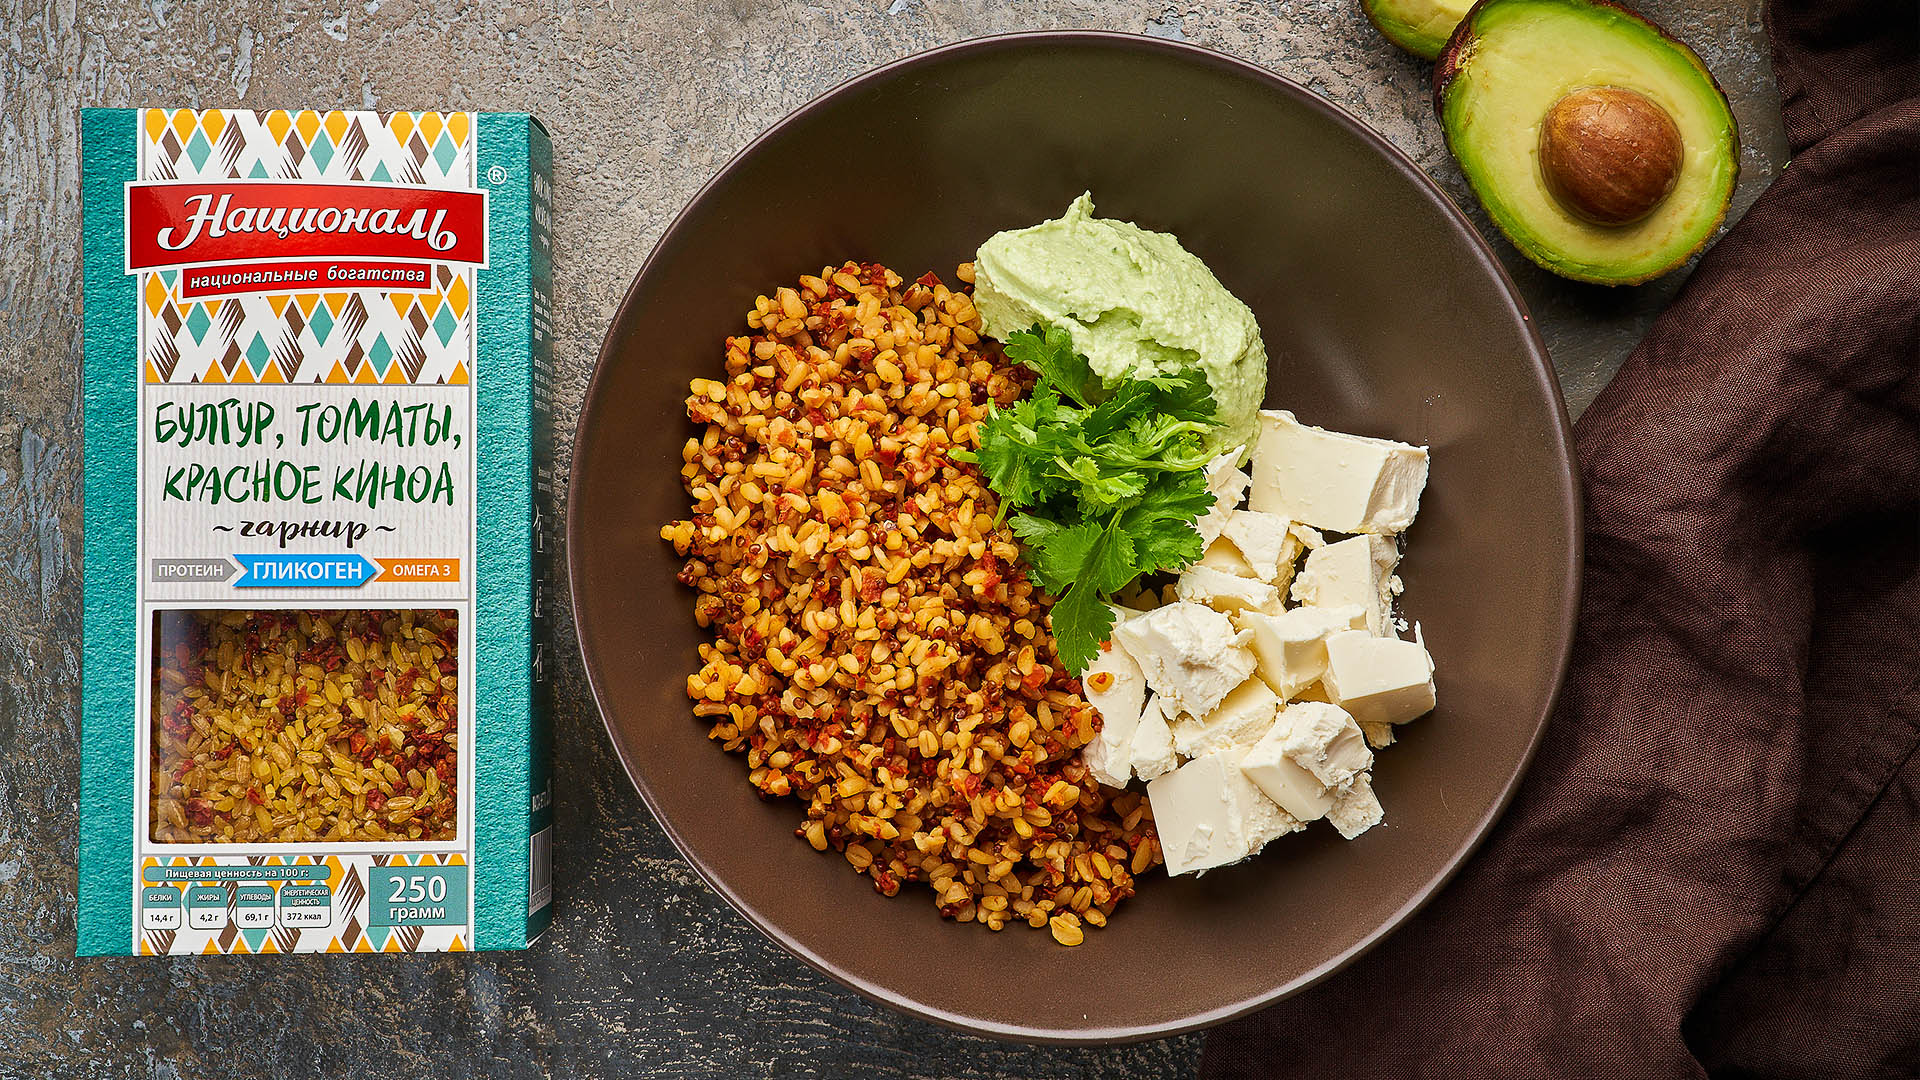 Националь
®
национальные богатства
БУЛГУР, ТОМАТЫ,
КРАСНОЕ КИНОА
~гарнир~
ПРОТЕИН ГЛИКОГЕН ОМЕГА 3
Пищевая ценность на 100 г:
БЕЛКИ ЖИРЫ УГЛЕВОДЫ ЭНЕРГЕТИЧЕСКАЯ ЦЕННОСТЬ
14,4 г 4,2 г 69,1 г 372 ккал
250
грамм